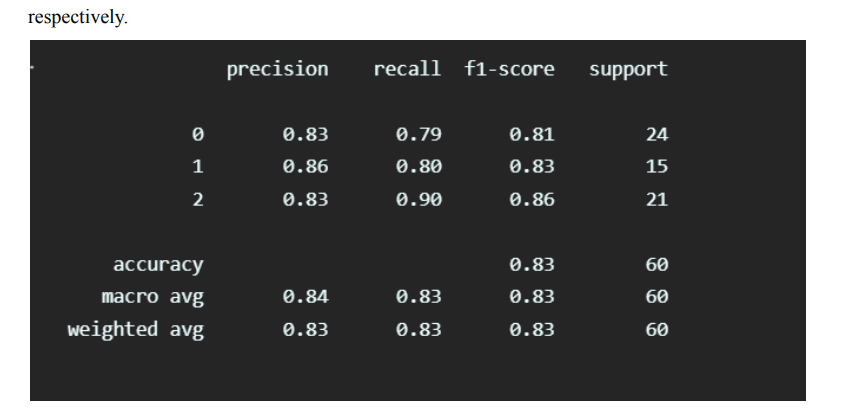 respectively.
precision recall f1-score support
0 0.83 0.79 0.81 24
1 0.86 0.80 0.83 15
2 0.83 0.90 0.86 21
accuracy 0.83 60
macro avg 0.84 0.83 0.83 60
weighted avg 0.83 0.83 0.83 60